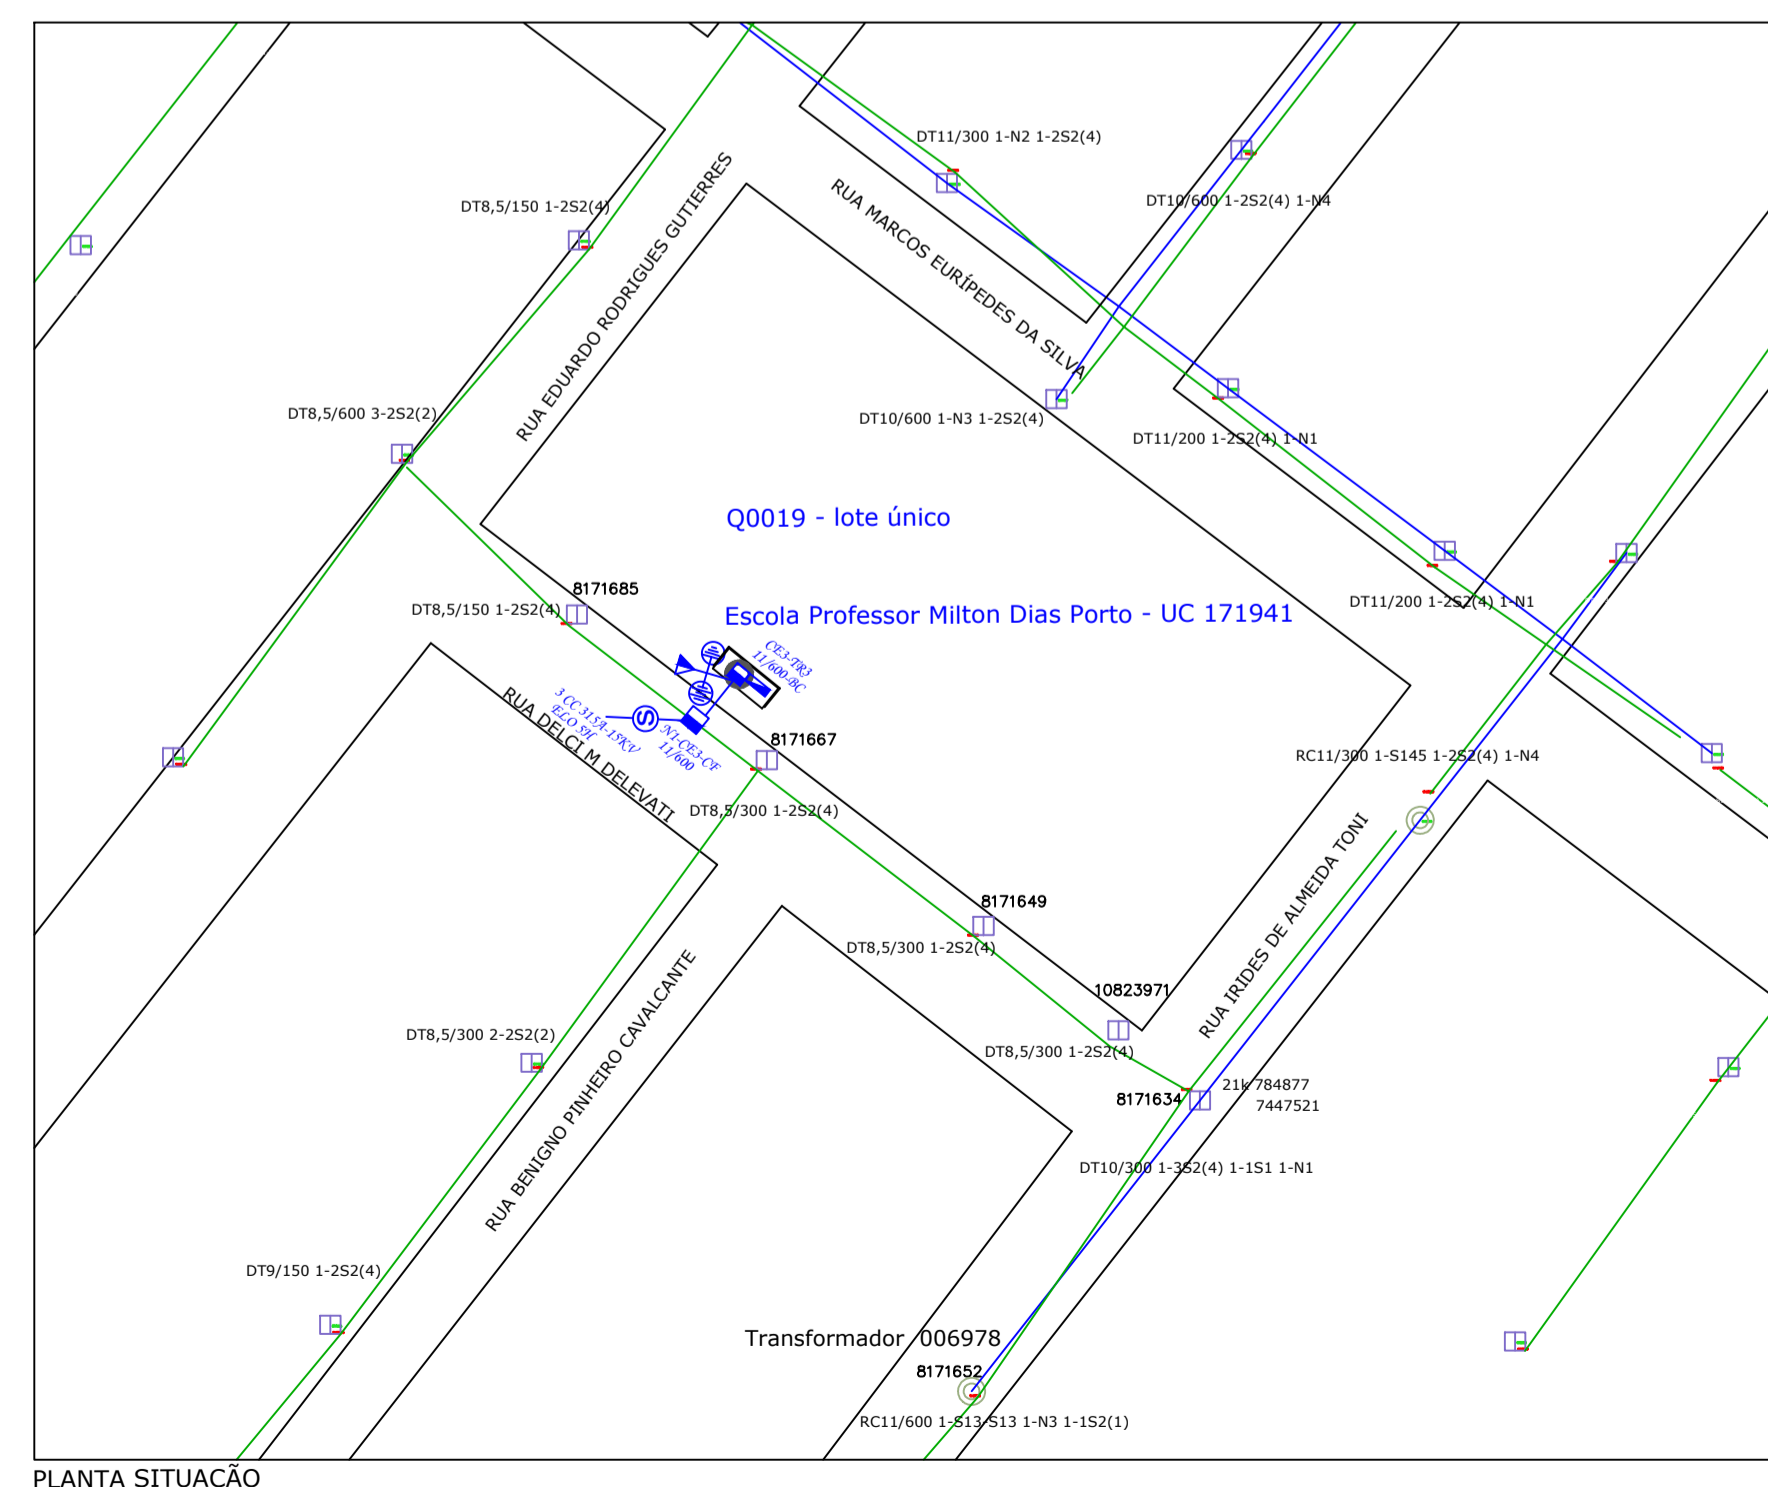 DT11/300 1-N2 1-2S2(4)
DT8,5/150 1-2S2(4)
DT10/600 1-2S2(4) 1-N4
RUA EDUARDO RODRIGUES GUTIERRES
RUA MARCOS EURÍPEDES DA SILVA
DT8,5/600 3-2S2(2)
DT10/600 1-N3 1-2S2(4)
DT11/200 1-2S2(4) 1-N1
Q0019 - lote único
8171685
DT8,5/150 1-2S2(4)
DT11/200 1-2S2(4) 1-N1
Escola Professor Milton Dias Porto - UC 171941
CE3-TR3
11/600-BC
3 CC 315A-15KV
ELO 5H
S
N1-CE3-CF
11/600
RUA DELCI M DELEVATI
8171667
RC11/300 1-S145 1-2S2(4) 1-N4
DT8,5/300 1-2S2(4)
8171649
DT8,5/300 1-2S2(4)
RUA IRIDES DE ALMEIDA TONI
10823971
DT8,5/300 2-2S2(2)
DT8,5/300 1-2S2(4)
RUA BENIGNO PINHEIRO CAVALCANTE
21k 784877
8171634
7447521
DT10/300 1-3S2(4) 1-1S1 1-N1
DT9/150 1-2S2(4)
Transformador 006978
8171652
RC11/600 1-S13-S13 1-N3 1-1S2(1)
PLANTA SITUAÇÃO